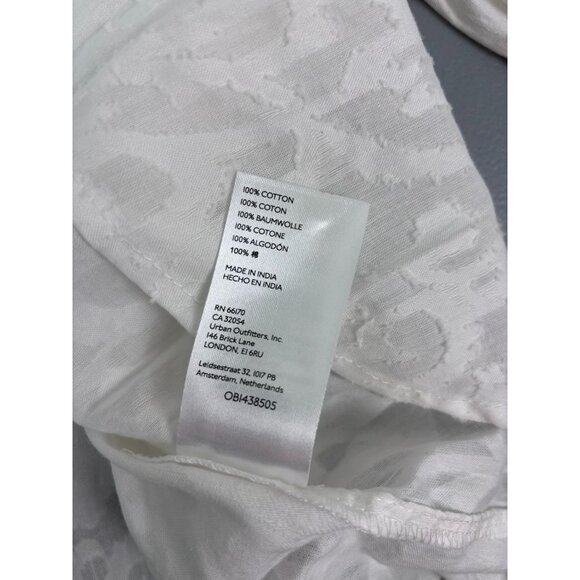 100% COTTON
100% COTON
100% BAUMWOLLE
100% COTONE
100% ALGODÓN
100% 棉
MADE IN INDIA
HECHO EN INDIA
RN 66170
CA 32054
Urban Outfitters, Inc.
146 Brick Lane
LONDON, E1 6RU
Leidsestraat 32, 1017 PB
Amsterdam, Netherlands
OB1438505